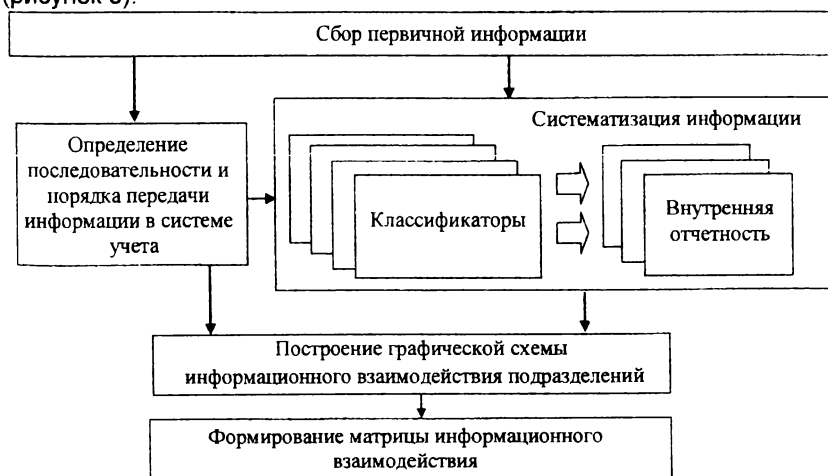 (рисунок 3).
Сбор первичной информации
Определение
последовательности и
порядка передачи
информации в системе
учета
Систематизация информации
Классификаторы
Внутренняя
отчетность
Построение графической схемы
информационного взаимодействия подразделений
Формирование матрицы информационного
взаимодействия